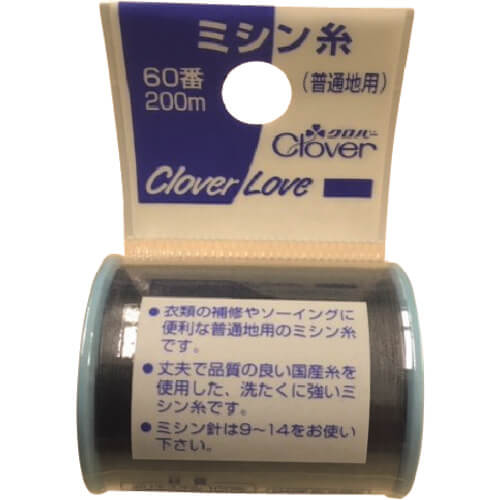 ミシン糸
60番
200m
(普通地用)
クロバー
Clover
Clover Love
●衣類の補修やソーイングに
便利な普通地用のミシン糸
です。
●丈夫で品質の良い国産糸を
使用した、洗たくに強いミ
シン糸です。
●ミシン針は9〜14をお使い
下さい。